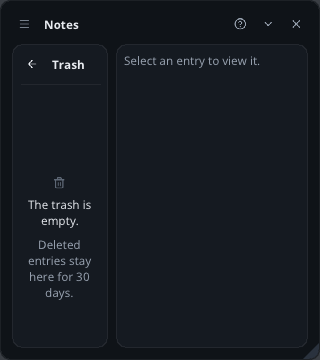 Notes
Trash
Select an entry to view it.
The trash is
empty.
Deleted
entries stay
here for 30
days.